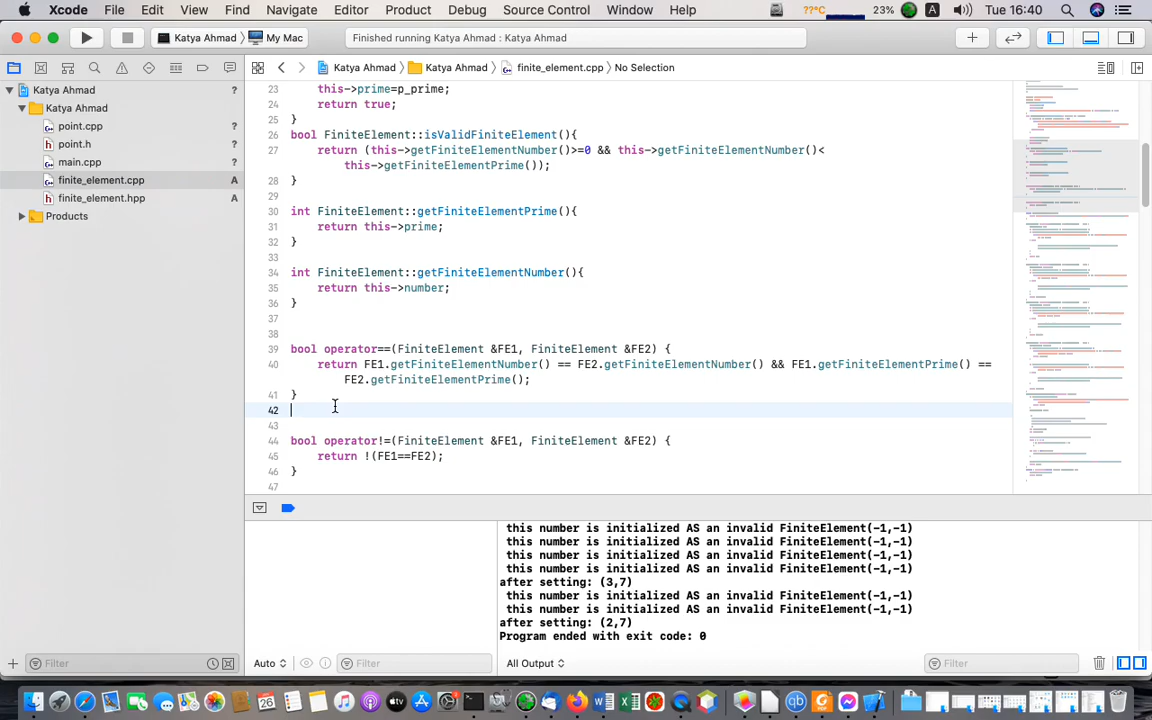 Xcode File Edit View Find Navigate Editor Product Debug Source Control Window Help ??°C 23% A Tue 16:40
Katya Ahmad My Mac Finished running Katya Ahmad : Katya Ahmad
Katya Ahmad Katya Ahmad finite_element.cpp No Selection
Katya Ahmad ?
Katya Ahmad
point.cpp ?
point.h ?
main.cpp ?
finite_element.cpp A
finite_element.hpp A
Products
23 this->prime=p_prime;
24 return true;
25 }
26 bool FiniteElement::isValidFiniteElement(){
27 return (this->getFiniteElementNumber()>=0 && this->getFiniteElementNumber()<
this->getFiniteElementPrime());
28 }
29
30 int FiniteElement::getFiniteElementPrime(){
31 return this->prime;
32 }
33
34 int FiniteElement::getFiniteElementNumber(){
35 return this->number;
36 }
37
38
39 bool operator==(FiniteElement &FE1, FiniteElement &FE2) {
40 return FE1.getFiniteElementNumber() == FE2.getFiniteElementNumber() && FE1.getFiniteElementPrime() ==
FE2.getFiniteElementPrime();
41 }
42
43
44 bool operator!=(FiniteElement &FE1, FiniteElement &FE2) {
45 return !(FE1==FE2);
46 }
47
this number is initialized AS an invalid FiniteElement(-1,-1)
this number is initialized AS an invalid FiniteElement(-1,-1)
this number is initialized AS an invalid FiniteElement(-1,-1)
this number is initialized AS an invalid FiniteElement(-1,-1)
after setting: (3,7)
this number is initialized AS an invalid FiniteElement(-1,-1)
this number is initialized AS an invalid FiniteElement(-1,-1)
after setting: (2,7)
Program ended with exit code: 0
Filter Auto Filter All Output Filter